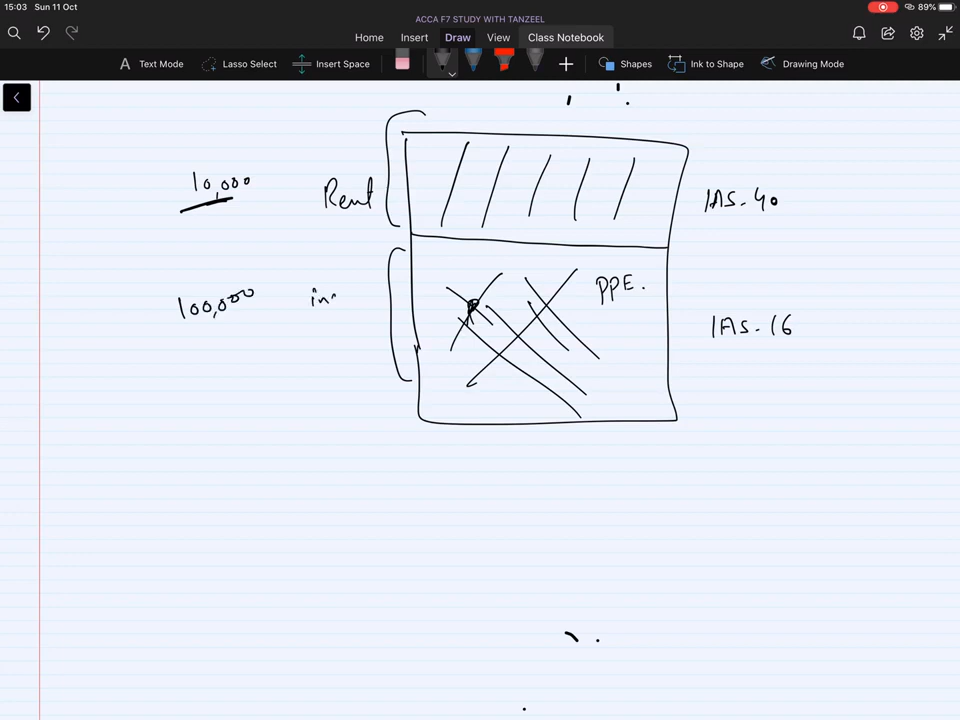 15:03 Sun 11 Oct
89%
ACCA F7 STUDY WITH TANZEEL
Home Insert Draw View Class Notebook
Text Mode Lasso Select Insert Space Shapes Ink to Shape Drawing Mode
10,000 Rent IAS-40
100,000 in PPE.
IAS-16